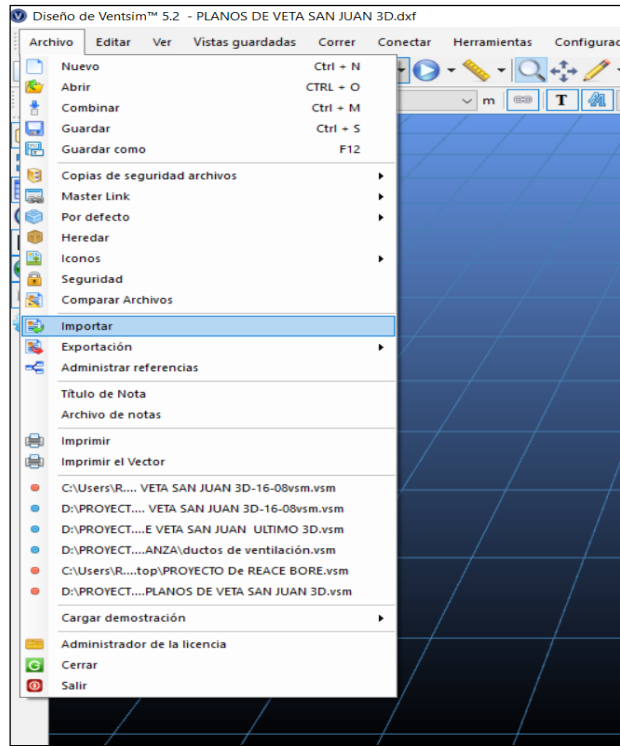 Diseño de Ventsim™ 5.2 - PLANOS DE VETA SAN JUAN 3D.dxf
Archivo Editar Ver Vistas guardadas Correr Conectar Herramientas Configurac
Nuevo Ctrl + N
Abrir CTRL + O
Combinar Ctrl + M
m T
Guardar Ctrl + S
Guardar como F12
Copias de seguridad archivos
Master Link
Por defecto
Heredar
Iconos
Seguridad
Comparar Archivos
Importar
Exportación
Administrar referencias
Título de Nota
Archivo de notas
Imprimir
Imprimir el Vector
C:\Users\R.... VETA SAN JUAN 3D-16-08vsm.vsm
D:\PROYECT.... VETA SAN JUAN 3D-16-08vsm.vsm
D:\PROYECT....E VETA SAN JUAN  ULTIMO 3D.vsm
D:\PROYECT....ANZA\ductos de ventilación.vsm
C:\Users\R....top\PROYECTO De REACE BORE.vsm
D:\PROYECT....PLANOS DE VETA SAN JUAN 3D.vsm
Cargar demostración
Administrador de la licencia
Cerrar
Salir